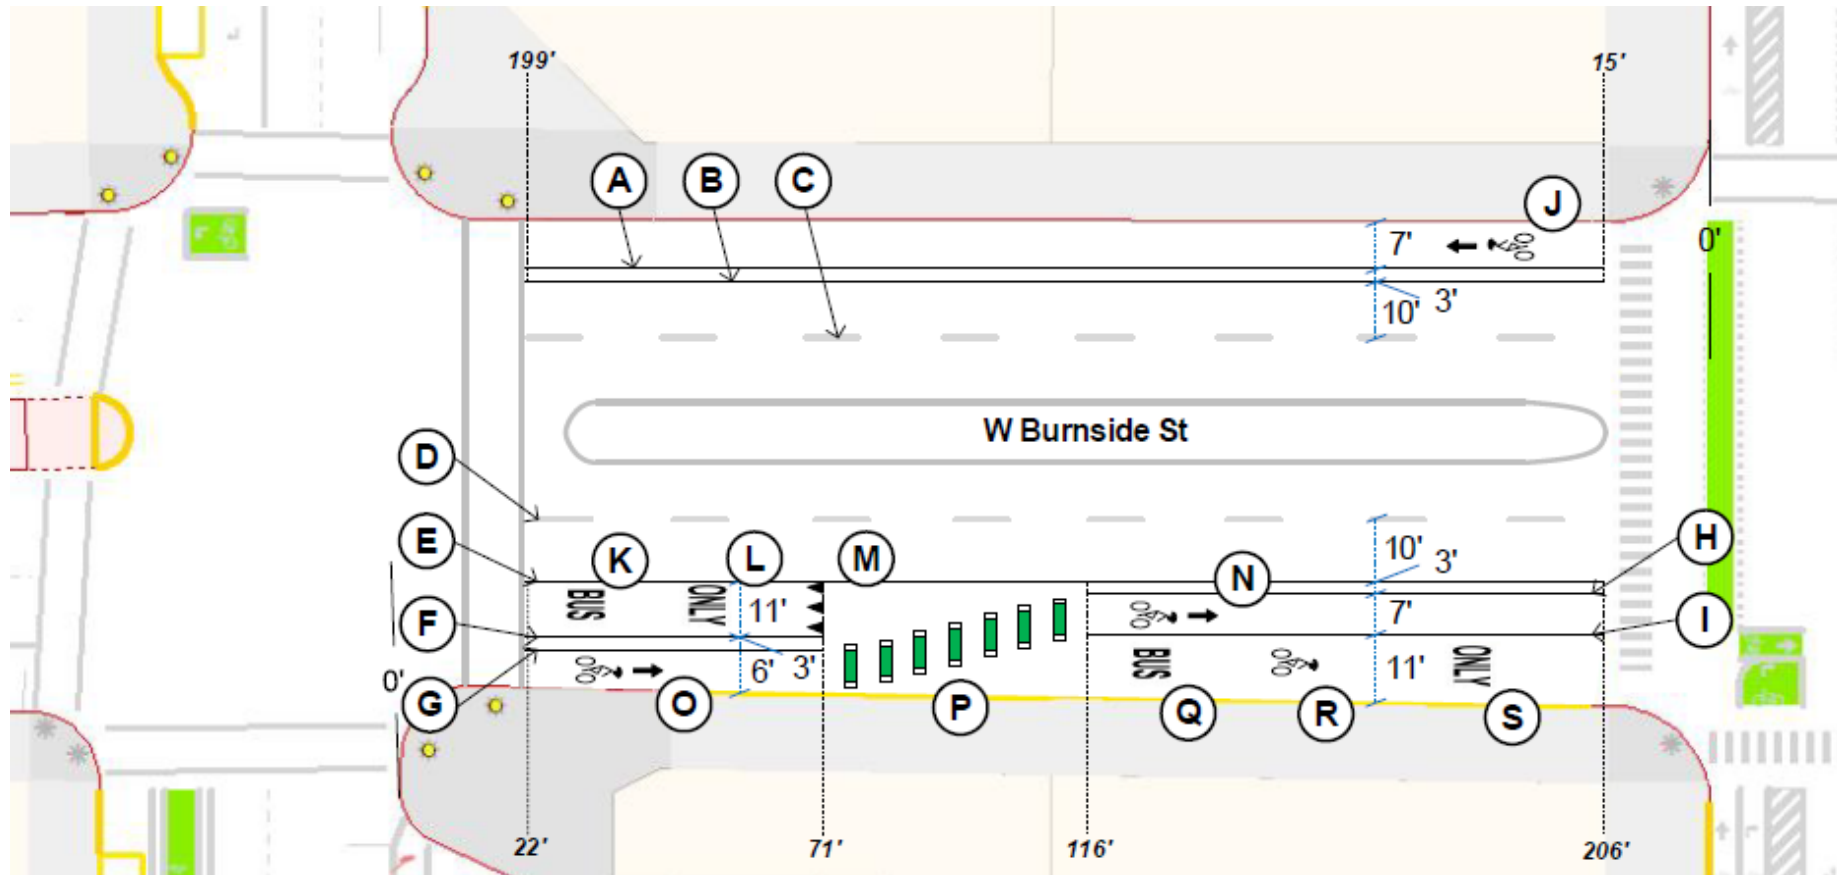 199'
15'
A
B
C
J
7'
0'
3'
10'
W Burnside St
D
E
K
L
M
10'
3'
H
N
BUS
ONLY
11'
7'
F
I
0'
G
6'
3'
BUS
ONLY
11'
O
P
Q
R
S
22'
71'
116'
206'